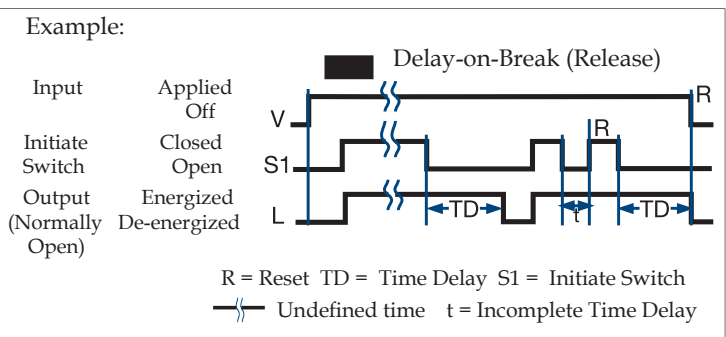 Example:
Delay-on-Break (Release)
Input Applied
Off
V
R
Initiate Closed
Switch Open
S1
R
Output Energized
(Normally De-energized
Open)
L
TD
t
TD
R = Reset TD = Time Delay S1 = Initiate Switch
Undefined time t = Incomplete Time Delay